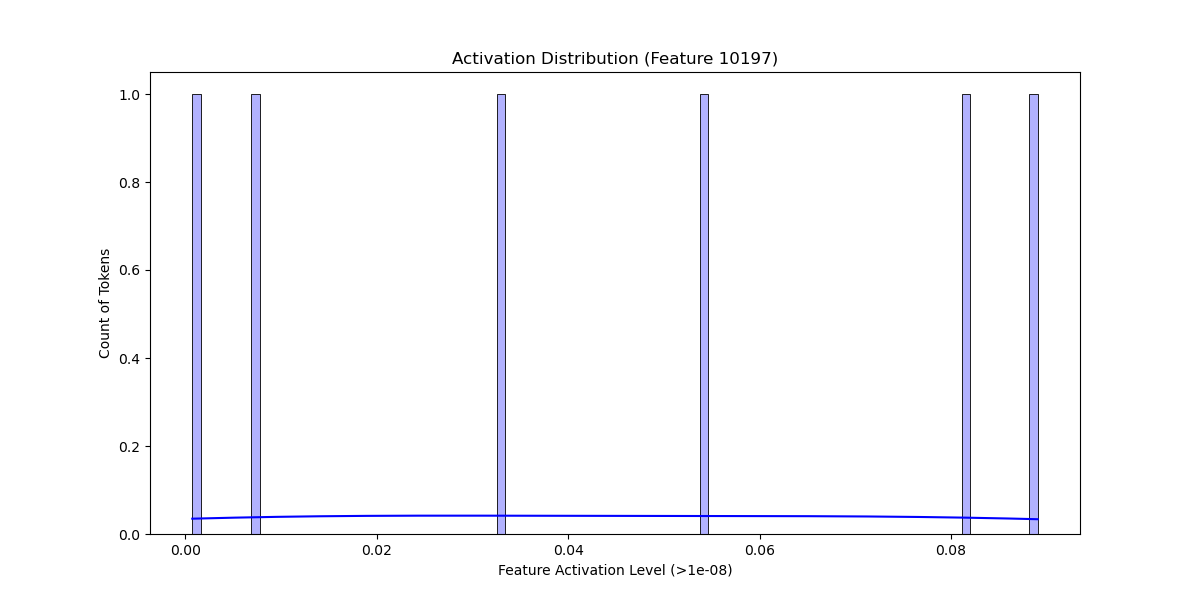 Activation Distribution (Feature 10197)
1.0
0.8
0.6
0.4
0.2
0.0
Count of Tokens
0.00 0.02 0.04 0.06 0.08
Feature Activation Level (>1e-08)